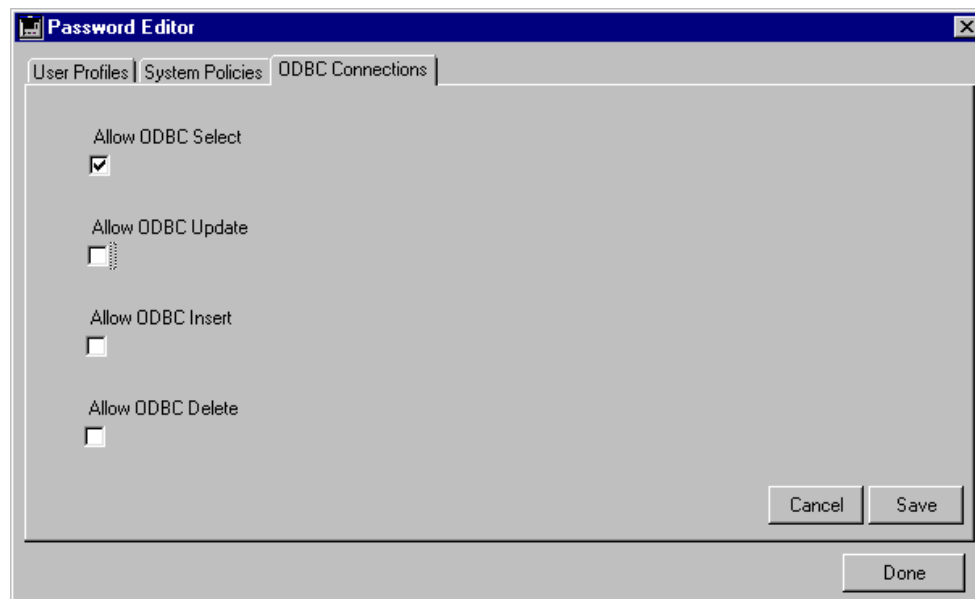 Password Editor
User Profiles System Policies ODBC Connections
Allow ODBC Select
Allow ODBC Update
Allow ODBC Insert
Allow ODBC Delete
Cancel Save
Done